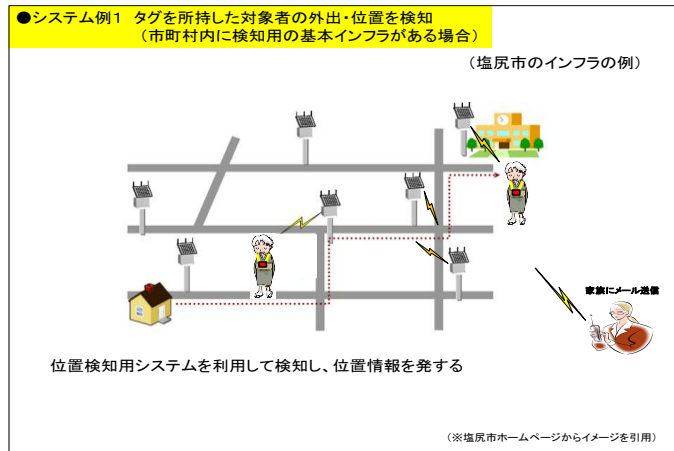 ●システム例1 タグを所持した対象者の外出・位置を検知
（市町村内に検知用の基本インフラがある場合）
（塩尻市のインフラの例）
家族にメール送信
位置検知用システムを利用して検知し、位置情報を発する
（※塩尻市ホームページからイメージを引用）